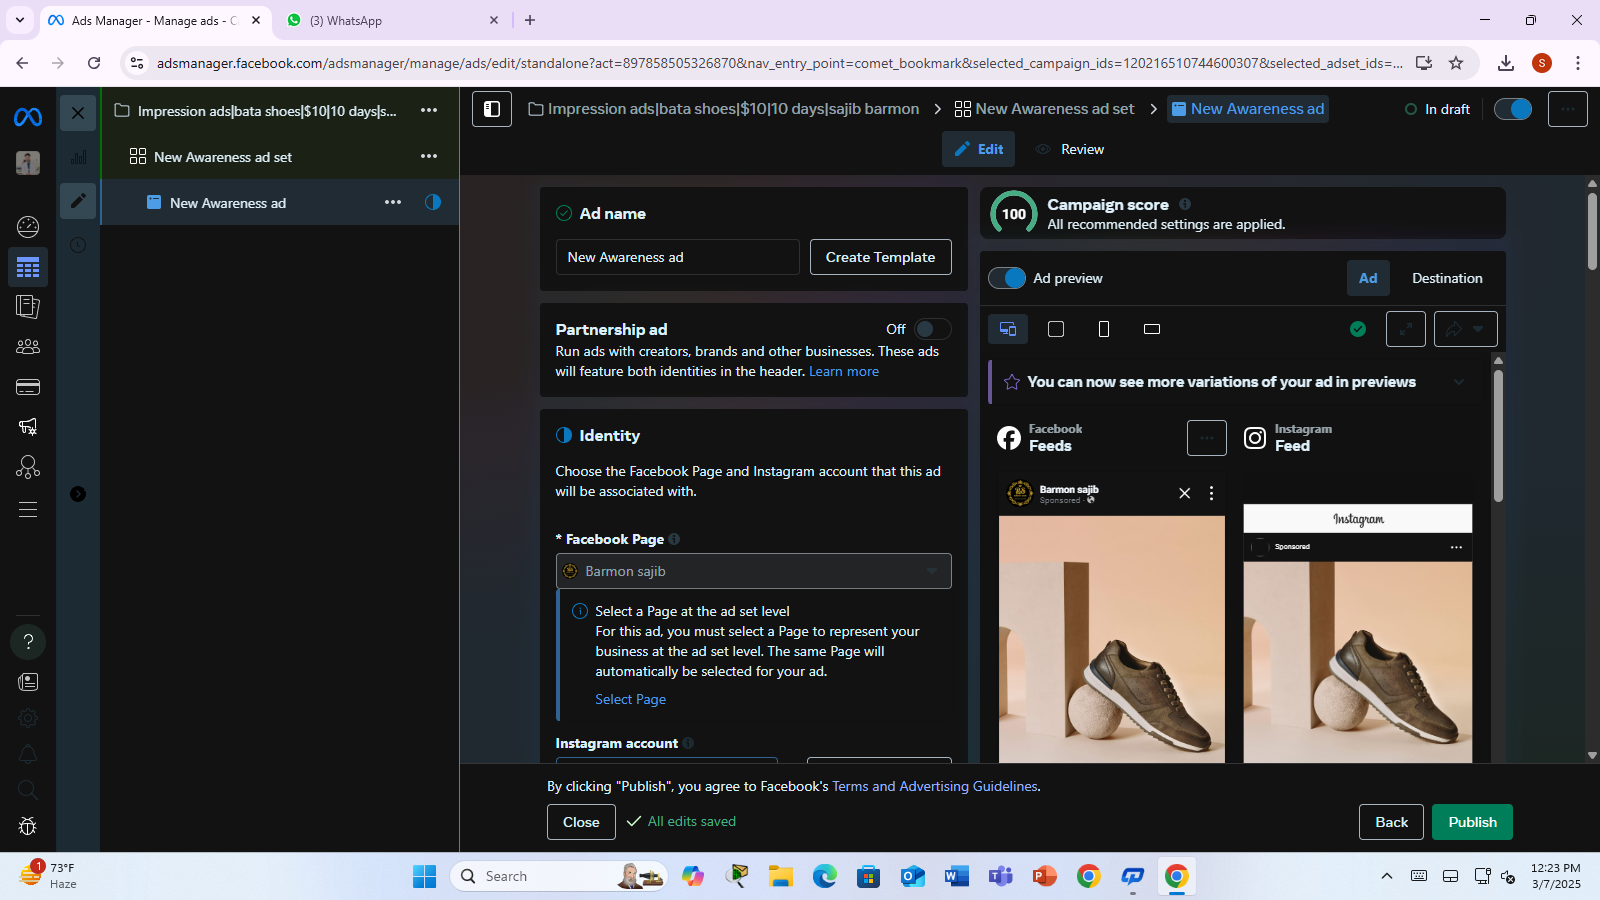 Ads Manager - Manage ads - C
(3) WhatsApp
adsmanager.facebook.com/adsmanager/manage/ads/edit/standalone?act=897858505326870&nav_entry_point=comet_bookmark&selected_campaign_ids=120216510744600307&selected_adset_ids=...
S
Impression ads|bata shoes|$10|10 days|s...
New Awareness ad set
New Awareness ad
Impression ads|bata shoes|$10|10 days|sajib barmon
New Awareness ad set
New Awareness ad
In draft
Edit
Review
Ad name
New Awareness ad
Create Template
Partnership ad
Off
Run ads with creators, brands and other businesses. These ads
will feature both identities in the header. Learn more
Identity
Choose the Facebook Page and Instagram account that this ad
will be associated with.
* Facebook Page
Barmon sajib
Select a Page at the ad set level
For this ad, you must select a Page to represent your
business at the ad set level. The same Page will
automatically be selected for your ad.
Select Page
Instagram account
100
Campaign score
All recommended settings are applied.
Ad preview
Ad
Destination
You can now see more variations of your ad in previews
Facebook
Feeds
Instagram
Feed
Barmon sajib
Sponsored
Instagram
Sponsored
By clicking "Publish", you agree to Facebook's Terms and Advertising Guidelines.
Close
All edits saved
Back
Publish
1
73°F
Haze
Search
12:23 PM
3/7/2025